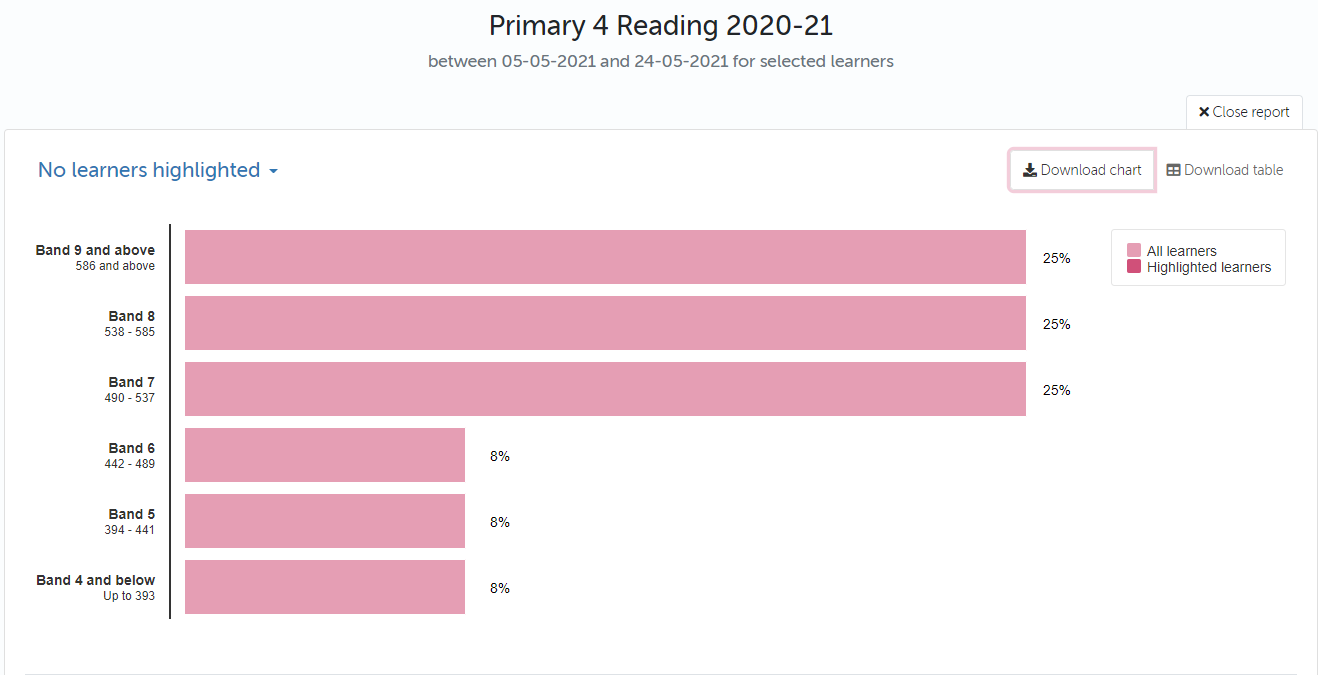 Primary 4 Reading 2020-21
between 05-05-2021 and 24-05-2021 for selected learners
Close report
No learners highlighted
Download chart
Download table
Band 9 and above
586 and above
25%
All learners
Highlighted learners
Band 8
538 - 585
25%
Band 7
490 - 537
25%
Band 6
442 - 489
8%
Band 5
394 - 441
8%
Band 4 and below
Up to 393
8%